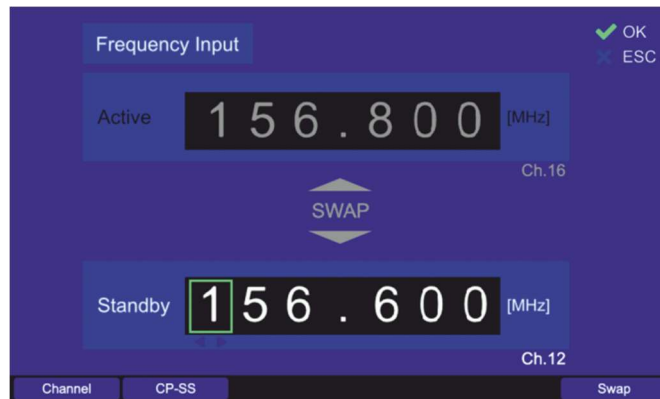 Frequency Input
OK
ESC
Active 156.800 [MHz]
Ch.16
SWAP
Standby 156.600 [MHz]
Ch.12
Channel CP-SS Swap